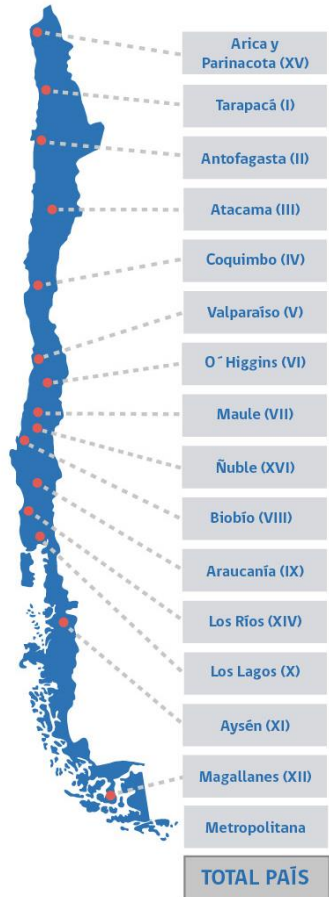 Arica y
Parinacota (XV)
Tarapacá (I)
Antofagasta (II)
Atacama (III)
Coquimbo (IV)
Valparaíso (V)
O´Higgins (VI)
Maule (VII)
Ñuble (XVI)
Biobío (VIII)
Araucanía (IX)
Los Ríos (XIV)
Los Lagos (X)
Aysén (XI)
Magallanes (XII)
Metropolitana
TOTAL PAÍS